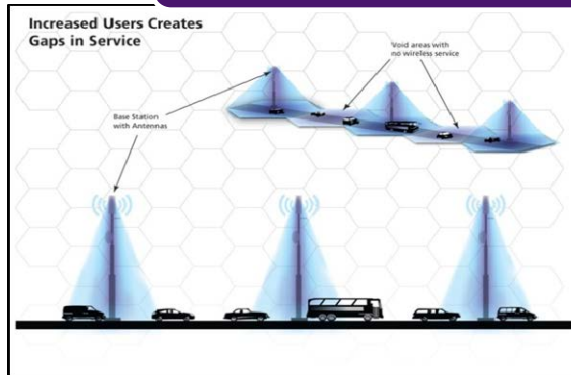 Increased Users Creates
Gaps in Service
Void areas with
no wireless service
Base Station
with Antennas